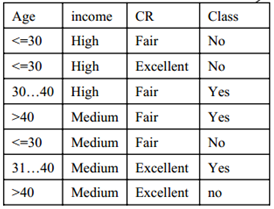 Age income CR Class
<=30 High Fair No
<=30 High Excellent No
30…40 High Fair Yes
>40 Medium Fair Yes
<=30 Medium Fair No
31…40 Medium Excellent Yes
>40 Medium Excellent no